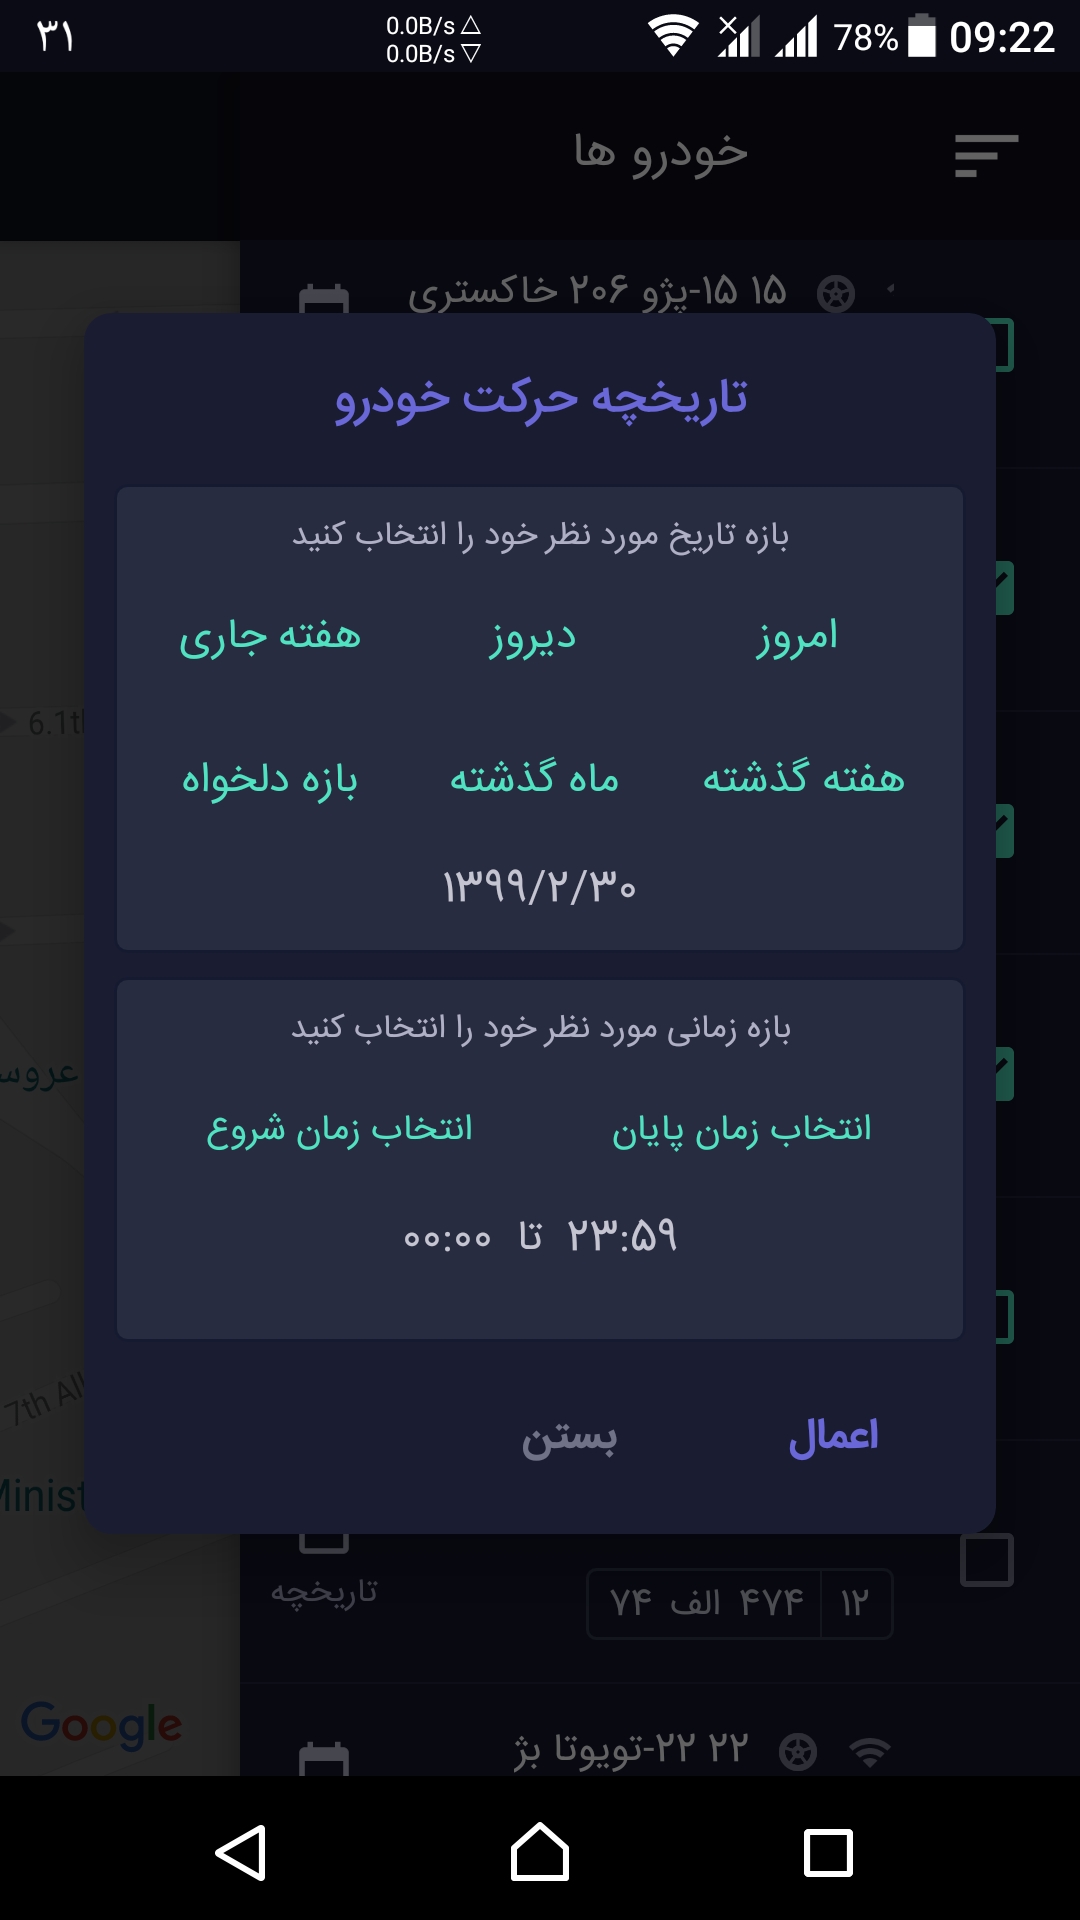 ۳۱ 0.0B/s 78% 09:22
0.0B/s
خودرو ها
۱۵ ۱۵-پژو ۲۰۶ خاکستری
تاریخچه حرکت خودرو
بازه تاریخ مورد نظر خود را انتخاب کنید
امروز دیروز هفته جاری
هفته گذشته ماه گذشته بازه دلخواه
۱۳۹۹/۲/۳۰
بازه زمانی مورد نظر خود را انتخاب کنید
انتخاب زمان پایان انتخاب زمان شروع
۲۳:۵۹ تا ۰۰:۰۰
اعمال بستن
6.1th
7th All
Minist
تاریخچه
۱۲ ۴۷۴ الف ۷۴
Google
۲۲ ۲۲-تویوتا بژ